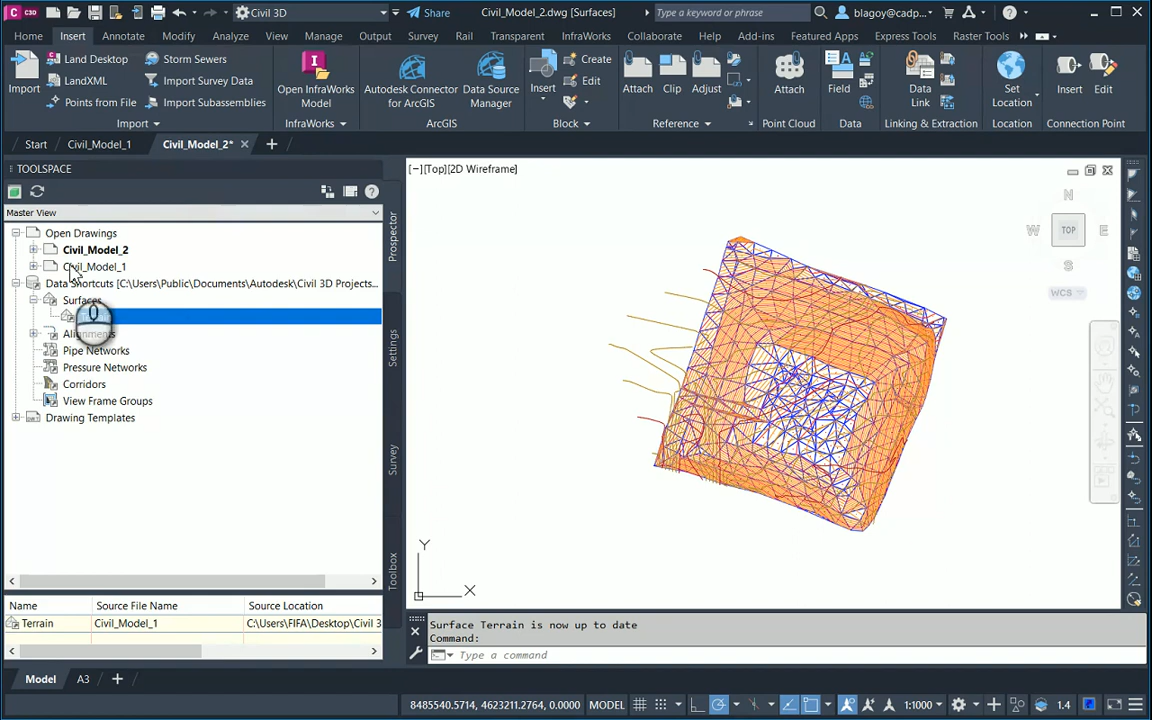 C3D
Civil 3D
Share
Civil_Model_2.dwg [Surfaces]
Type a keyword or phrase
blagoy@cadp...
Home Insert Annotate Modify Analyze View Manage Output Survey Rail Transparent InfraWorks Collaborate Help Add-ins Featured Apps Express Tools Raster Tools
Import
Land Desktop
LandXML
Points from File
Storm Sewers
Import Survey Data
Import Subassemblies
Open InfraWorks
Model
Autodesk Connector
for ArcGIS
Data Source
Manager
Insert
Create
Edit
Attach
Clip
Adjust
Attach
Field
Data
Link
Set
Location
Insert
Edit
Import
InfraWorks
ArcGIS
Block
Reference
Point Cloud
Data
Linking & Extraction
Location
Connection Point
Start
Civil_Model_1
Civil_Model_2*
TOOLSPACE
Master View
Open Drawings
Civil_Model_2
Civil_Model_1
Data Shortcuts [C:\Users\Public\Documents\Autodesk\Civil 3D Projects...
Surfaces
Alignments
Pipe Networks
Pressure Networks
Corridors
View Frame Groups
Drawing Templates
Prospector
Settings
Survey
Toolbox
Name Source File Name Source Location
Terrain Civil_Model_1 C:\Users\FIFA\Desktop\Civil 3
[−][Top][2D Wireframe]
N
W TOP E
S
WCS
Y
X
Surface Terrain is now up to date
Command:
Type a command
Model A3
8485540.5714, 4623211.2764, 0.0000 MODEL
1:1000
1.4